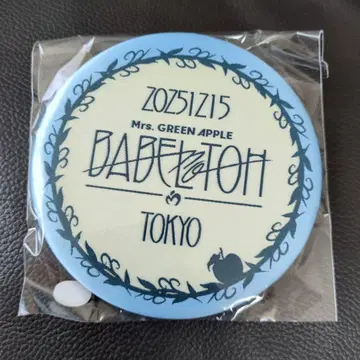 20251215
Mrs. GREEN APPLE
BABEL no TOH
TOKYO